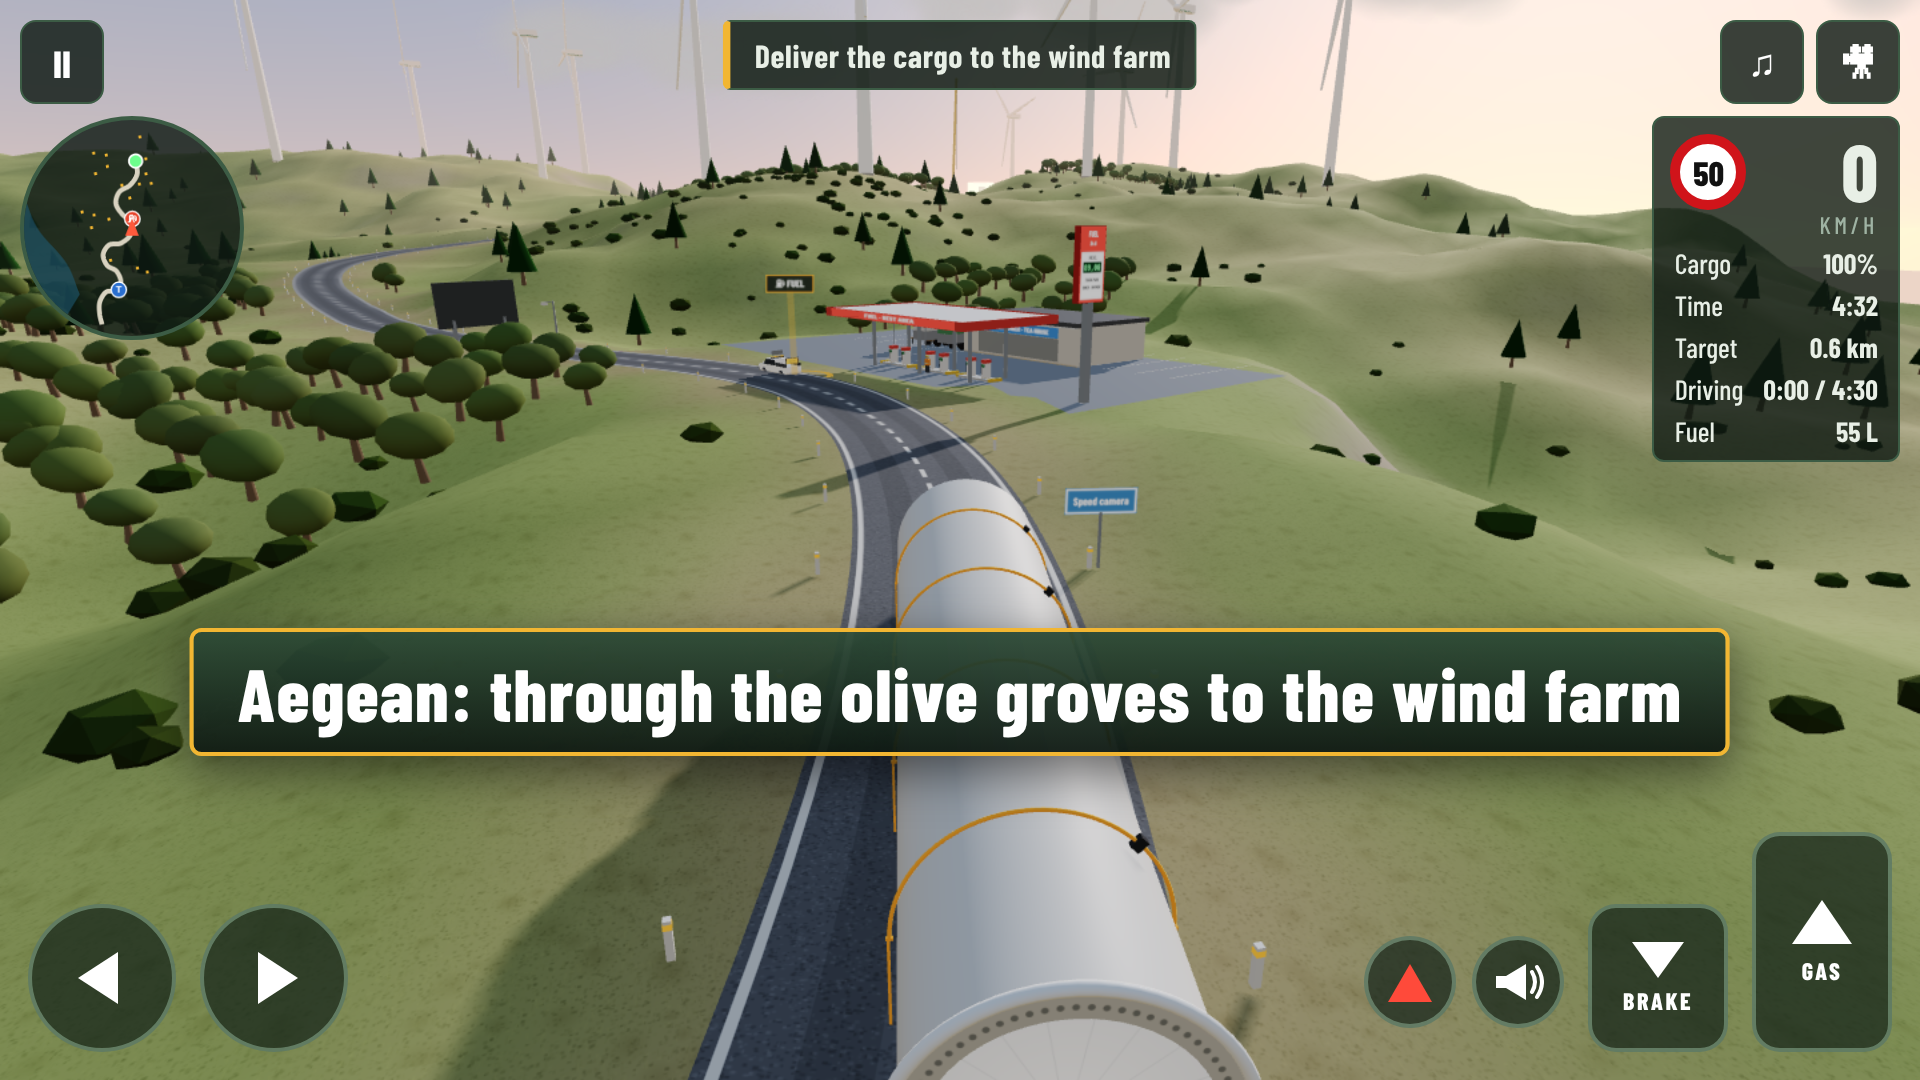 Deliver the cargo to the wind farm
50
0
KM/H
Cargo 100%
Time 4:32
Target 0.6 km
Driving 0:00 / 4:30
Fuel 55 L
T
FUEL
FUEL
Speed camera
Aegean: through the olive groves to the wind farm
BRAKE
GAS